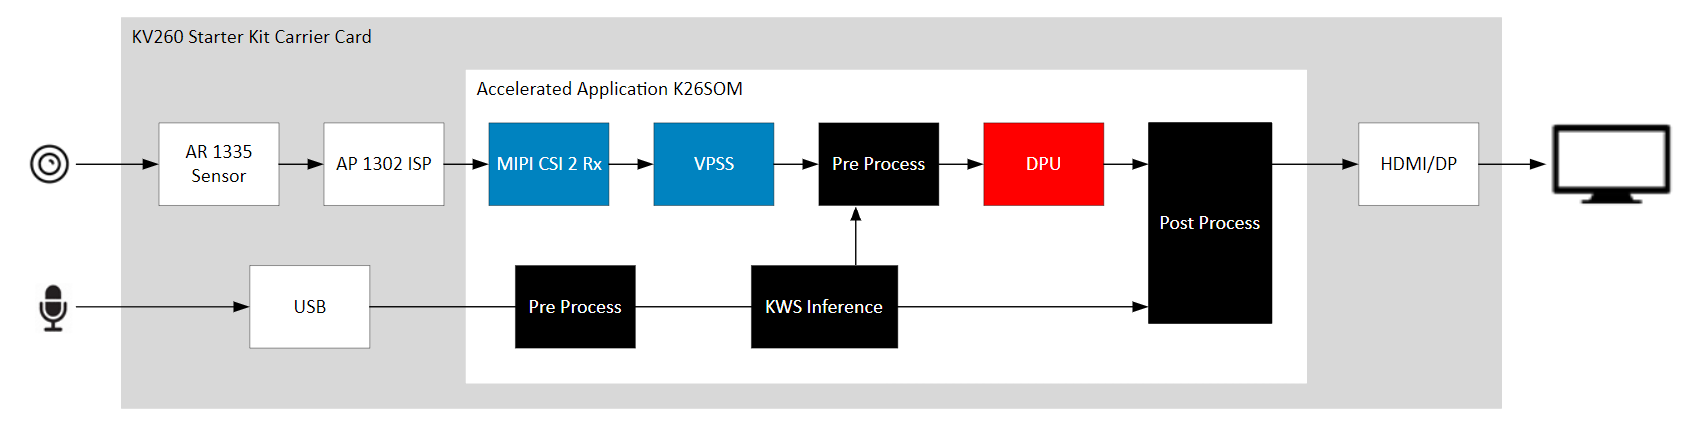 KV260 Starter Kit Carrier Card
Accelerated Application K26SOM
AR 1335
Sensor
AP 1302 ISP
MIPI CSI 2 Rx
VPSS
Pre Process
DPU
Post Process
HDMI/DP
USB
Pre Process
KWS Inference